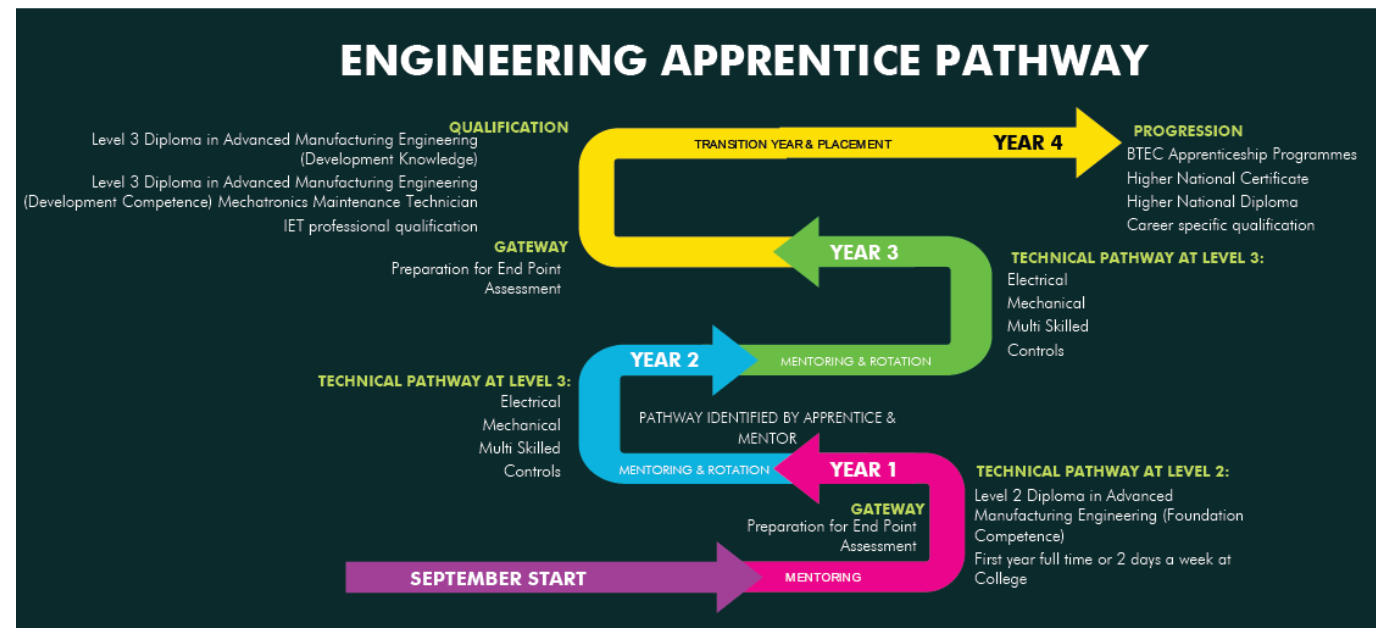 ENGINEERING APPRENTICE PATHWAY
QUALIFICATION
Level 3 Diploma in Advanced Manufacturing Engineering
(Development Knowledge)
Level 3 Diploma in Advanced Manufacturing Engineering
(Development Competence) Mechatronics Maintenance Technician
IET professional qualification
TRANSITION YEAR & PLACEMENT
YEAR 4
PROGRESSION
BTEC Apprenticeship Programmes
Higher National Certificate
Higher National Diploma
Career specific qualification
GATEWAY
Preparation for End Point
Assessment
YEAR 3
TECHNICAL PATHWAY AT LEVEL 3:
Electrical
Mechanical
Multi Skilled
Controls
YEAR 2
MENTORING & ROTATION
TECHNICAL PATHWAY AT LEVEL 3:
Electrical
Mechanical
Multi Skilled
Controls
PATHWAY IDENTIFIED BY APPRENTICE &
MENTOR
MENTORING & ROTATION
YEAR 1
TECHNICAL PATHWAY AT LEVEL 2:
Level 2 Diploma in Advanced
Manufacturing Engineering (Foundation
Competence)
First year full time or 2 days a week at
College
GATEWAY
Preparation for End Point
Assessment
SEPTEMBER START
MENTORING